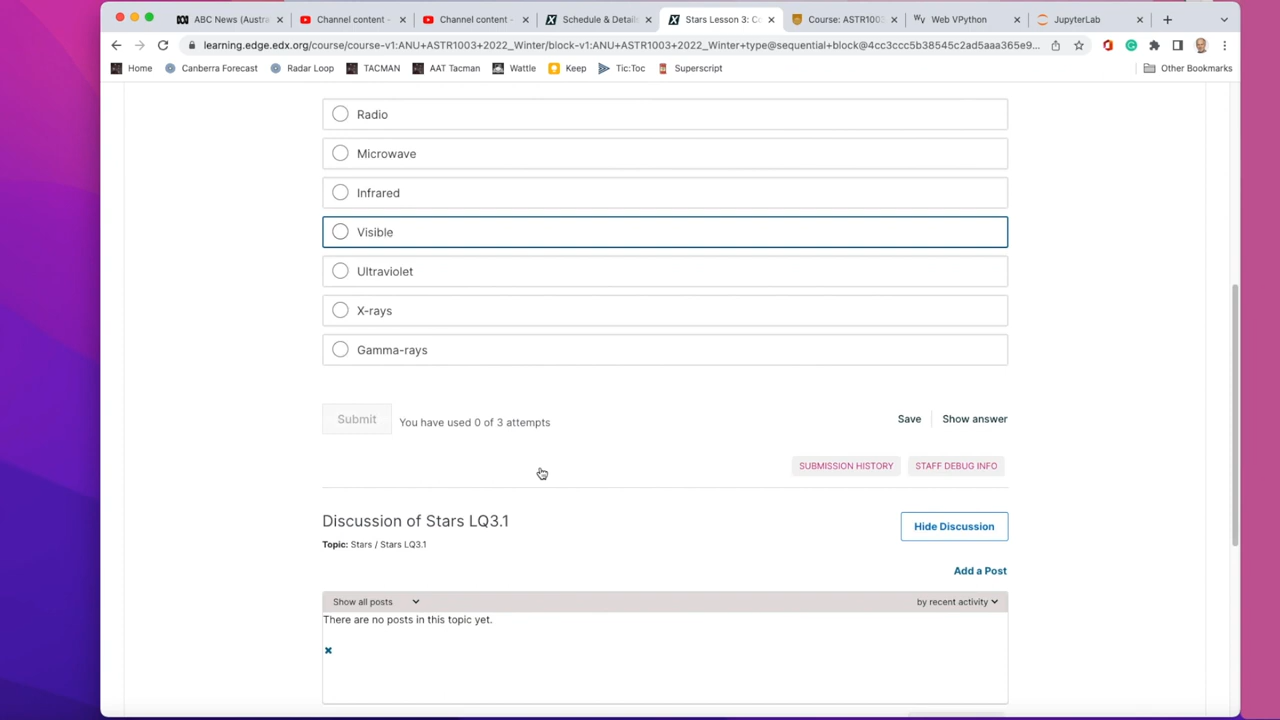 ABC News (Austra
Channel content -
Channel content -
Schedule & Details
Stars Lesson 3: Co
Course: ASTR1003
Web VPython
JupyterLab
learning.edge.edx.org/course/course-v1:ANU+ASTR1003+2022_Winter/block-v1:ANU+ASTR1003+2022_Winter+type@sequential+block@4cc3ccc5b38545c2ad5aaa365e9...
Home
Canberra Forecast
Radar Loop
TACMAN
AAT Tacman
Wattle
Keep
Tic:Toc
Superscript
Other Bookmarks
Radio
Microwave
Infrared
Visible
Ultraviolet
X-rays
Gamma-rays
Submit
You have used 0 of 3 attempts
Save
Show answer
SUBMISSION HISTORY
STAFF DEBUG INFO
Discussion of Stars LQ3.1
Hide Discussion
Topic: Stars / Stars LQ3.1
Add a Post
Show all posts
by recent activity
There are no posts in this topic yet.